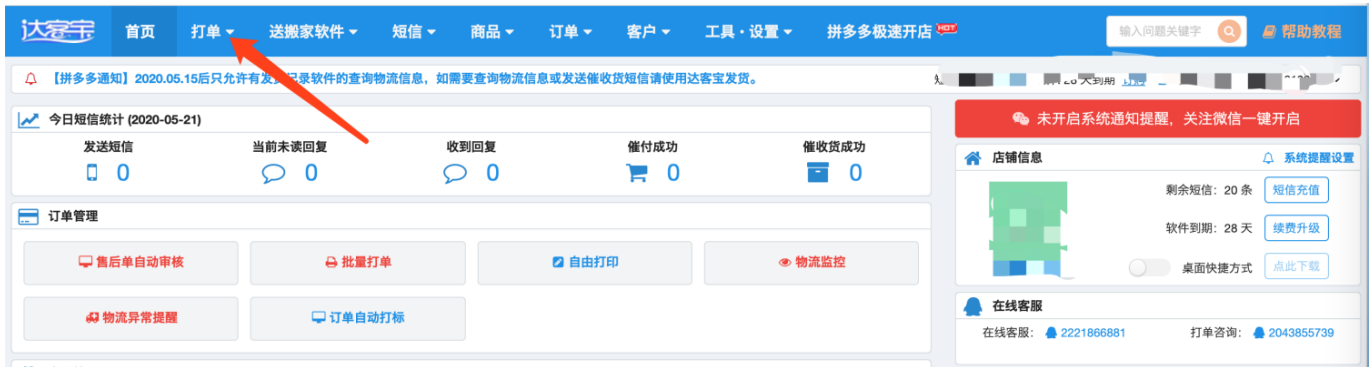 达客宝 首页 打单 送搬家软件 短信 商品 订单 客户 工具·设置 拼多多极速开店 HOT 输入问题关键字 帮助教程
【拼多多通知】2020.05.15后只允许有发货记录软件的查询物流信息，如需要查询物流信息或发送催收货短信请使用达客宝发货。
天到期
今日短信统计 (2020-05-21)
发送短信 当前未读回复 收到回复 催付成功 催收货成功
0 0 0 0 0
订单管理
售后单自动审核 批量打单 自由打印 物流监控
物流异常提醒 订单自动打标
未开启系统通知提醒，关注微信一键开启
店铺信息 系统提醒设置
剩余短信：20 条 短信充值
软件到期：28 天 续费升级
桌面快捷方式 点此下载
在线客服
在线客服： 2221866881 打单咨询： 2043855739